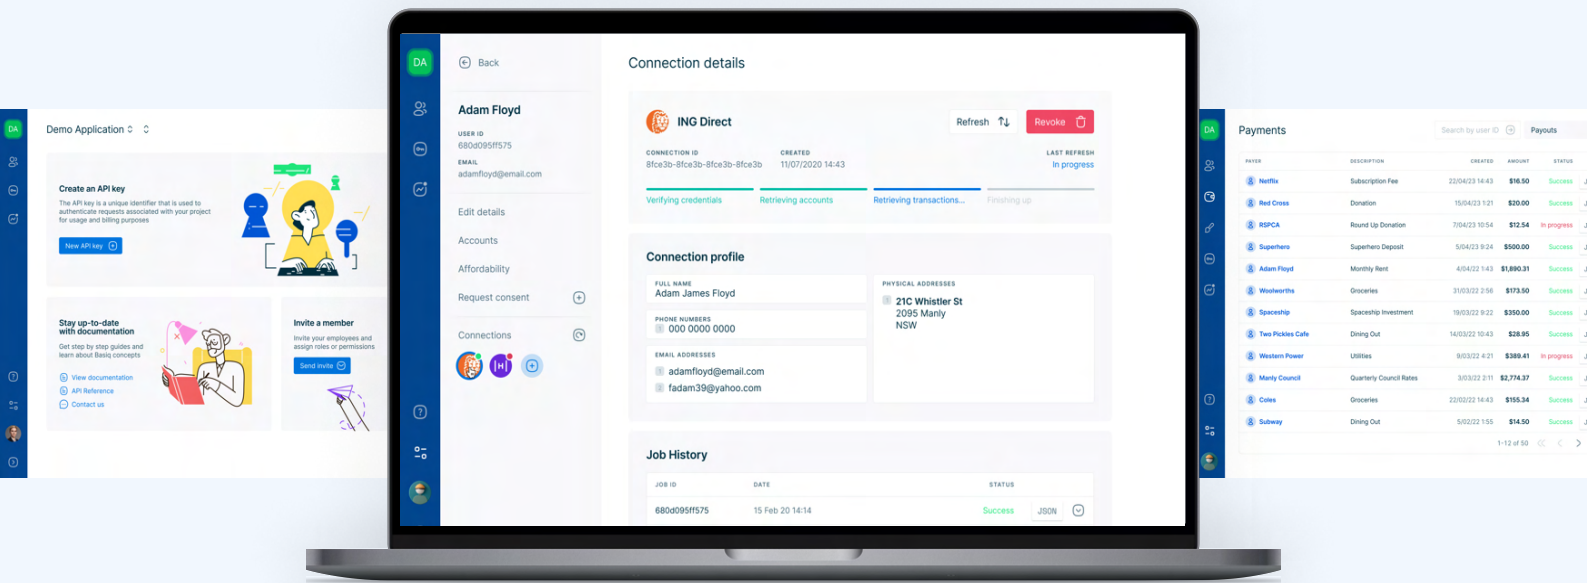 DA
Demo Application
Create an API key
The API key is a unique identifier that is used to
authenticate requests associated with your project
for usage and billing purposes
New API key
Stay up-to-date
with documentation
Get step by step guides and
learn about Basiq concepts
View documentation
API Reference
Contact us
Invite a member
Invite your employees and
assign roles or permissions
Send invite
DA
Back
Adam Floyd
USER ID
680d095ff575
EMAIL
adamfloyd@email.com
Edit details
Accounts
Affordability
Request consent
Connections
H
Connection details
ING Direct
Refresh
Revoke
CONNECTION ID CREATED LAST REFRESH
8fce3b-8fce3b-8fce3b-8fce3b 11/07/2020 14:43 In progress
Verifying credentials Retrieving accounts Retrieving transactions... Finishing up
Connection profile
FULL NAME
Adam James Floyd
PHONE NUMBERS
1 000 0000 0000
EMAIL ADDRESSES
1 adamfloyd@email.com
2 fadam39@yahoo.com
PHYSICAL ADDRESSES
1 21C Whistler St
2095 Manly
NSW
Job History
JOB ID DATE STATUS
680d095ff575 15 Feb 20 14:14 Success JSON
DA
Payments
Search by user ID
Payouts
PAYER DESCRIPTION CREATED AMOUNT STATUS
Netflix Subscription Fee 22/04/23 14:43 $16.50 Success
Red Cross Donation 15/04/23 1:21 $20.00 Success
RSPCA Round Up Donation 7/04/23 10:54 $12.54 In progress
Superhero Superhero Deposit 5/04/23 9:24 $500.00 Success
Adam Floyd Monthly Rent 4/04/22 1:43 $1,890.31 Success
Woolworths Groceries 31/03/22 2:56 $173.50 Success
Spaceship Spaceship Investment 19/03/22 9:22 $350.00 Success
Two Pickles Cafe Dining Out 14/03/22 10:43 $28.95 Success
Western Power Utilities 9/03/22 4:21 $389.41 In progress
Manly Council Quarterly Council Rates 3/03/22 2:11 $2,774.37 Success
Coles Groceries 22/02/22 14:43 $155.34 Success
Subway Dining Out 5/02/22 1:55 $14.50 Success
1-12 of 50